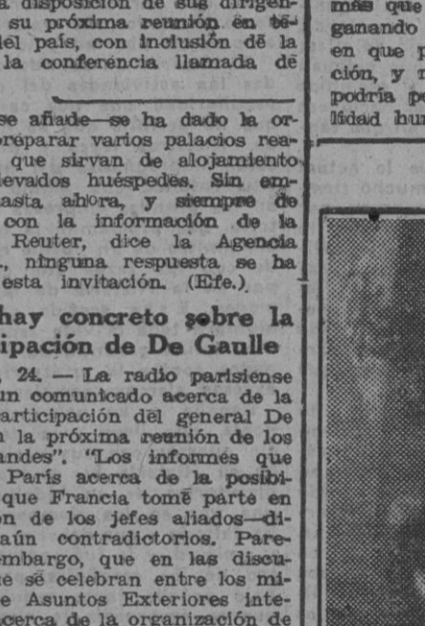 a disposición de sus dirigen-
su próxima reunión en te-
del país, con inclusión de la
la conferencia llamada de
se añade—se ha dado la or-
preparar varios palacios rea-
que sirvan de alojamiento
levados huéspedes. Sin em-
asta ahora, y siempre de
con la información de la
Reuter, dice la Agencia
., ninguna respuesta se ha
esta invitación. (Efe.)
hay concreto sobre la
ipación de De Gaulle
, 24. — La radio parisiense
un comunicado acerca de la
articipación del general De
n la próxima reunión de los
andes". "Los informes que
París acerca de la posibi-
que Francia tome parte en
ón de los jefes aliados—di-
aún contradictorios. Pare-
embargo, que en las discu-
e se celebran entre los mi-
e Asuntos Exteriores inte-
acerca de la organización de
más que
ganando
en que p
ción, y
podría pe
lidad hu